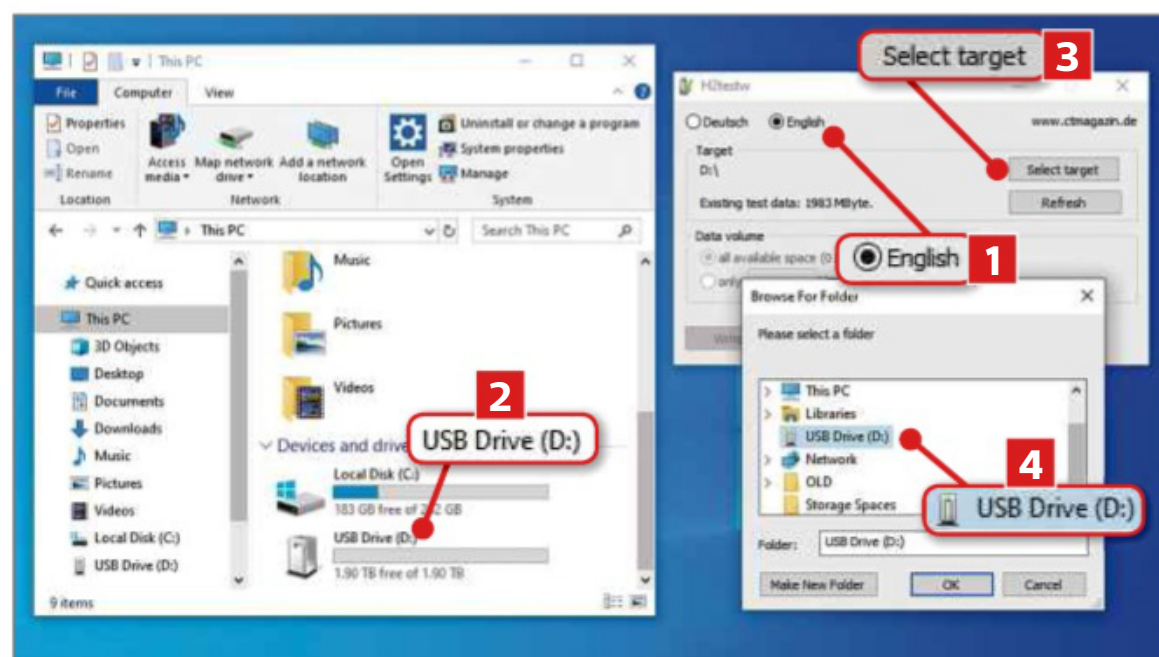 This PC
File Computer View
Properties
Open
Rename
Location
Access media
Map network drive
Add a network location
Network
Open Settings
Uninstall or change a program
System properties
Manage
System
This PC
Search This PC
Quick access
This PC
3D Objects
Desktop
Documents
Downloads
Music
Pictures
Videos
Local Disk (C:)
USB Drive (D:)
Music
Pictures
Videos
Devices and
2
USB Drive (D:)
Local Disk (C:)
183 GB free of GB
USB Drive (D:)
1.90 TB free of 1.90 TB
9 items
Select target 3
H2testw
Deutsch English www.ctmagazin.de
Target
D:\ Select target
Existing test data: 1983 MByte. Refresh
Data volume
all available space
only
English 1
Browse For Folder
Please select a folder
This PC
Libraries
USB Drive (D:)
Network
OLD
Storage Spaces
4
USB Drive (D:)
Folder: USB Drive (D:)
Make New Folder OK Cancel